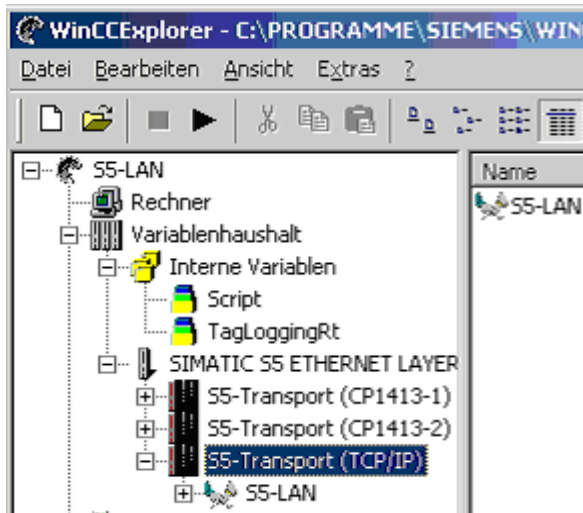 WinCCExplorer - C:\PROGRAMME\SIEMENS\WIN
Datei Bearbeiten Ansicht Extras ?
S5-LAN
Name
Rechner
S5-LAN
Variablenhaushalt
Interne Variablen
Script
TagLoggingRt
SIMATIC S5 ETHERNET LAYER
S5-Transport (CP1413-1)
S5-Transport (CP1413-2)
S5-Transport (TCP/IP)
S5-LAN